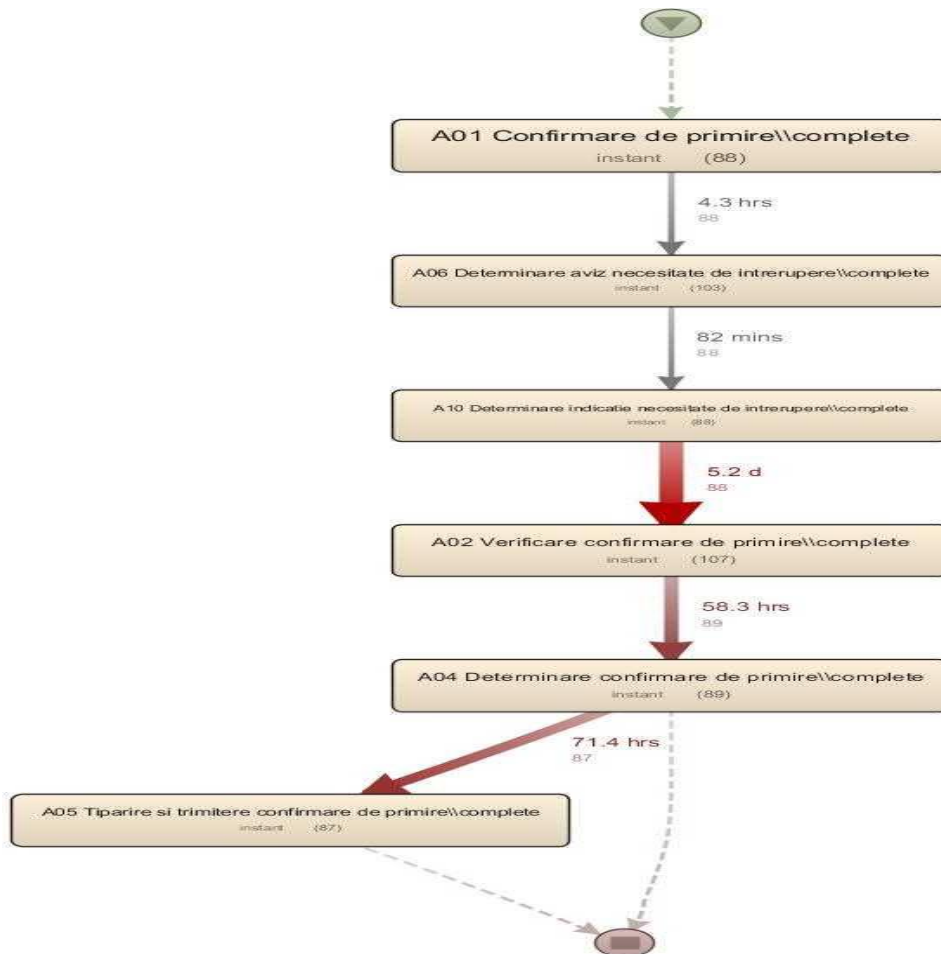 A01 Confirmare de primire\\complete
instant (88)
4.3 hrs
88
A06 Determinare aviz necesitate de intrerupere\\complete
instant (103)
82 mins
88
A10 Determinare indicatie necesitate de intrerupere\\complete
instant (88)
5.2 d
88
A02 Verificare confirmare de primire\\complete
instant (107)
58.3 hrs
89
A04 Determinare confirmare de primire\\complete
instant (89)
71.4 hrs
87
A05 Tiparire si trimitere confirmare de primire\\complete
instant (87)